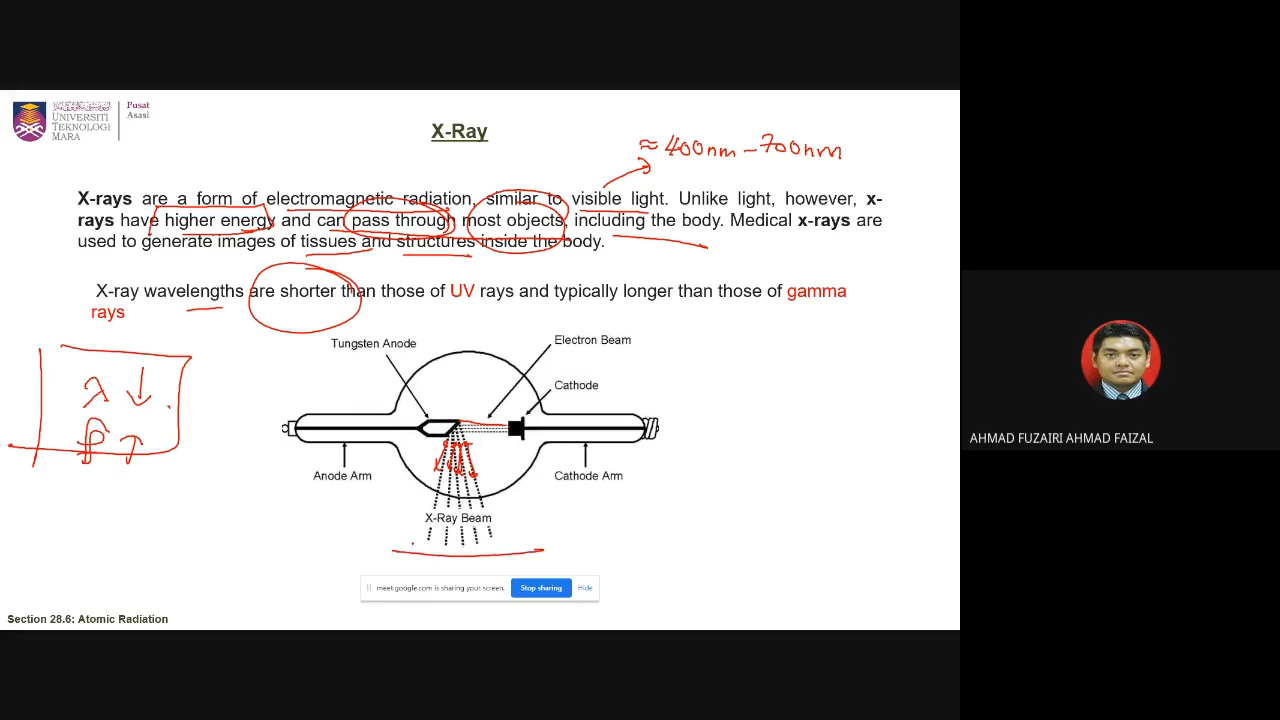 UNIVERSITI
TEKNOLOGI
MARA
Pusat
Asasi
X-Ray
≈ 400nm – 700nm
X-rays are a form of electromagnetic radiation, similar to visible light. Unlike light, however, x-
rays have higher energy and can pass through most objects, including the body. Medical x-rays are
used to generate images of tissues and structures inside the body.
X-ray wavelengths are shorter than those of UV rays and typically longer than those of gamma
rays
λ ↓
f ↑
Tungsten Anode
Electron Beam
Cathode
Anode Arm
Cathode Arm
X-Ray Beam
meet.google.com is sharing your screen. Stop sharing Hide
Section 28.6: Atomic Radiation
AHMAD FUZAIRI AHMAD FAIZAL